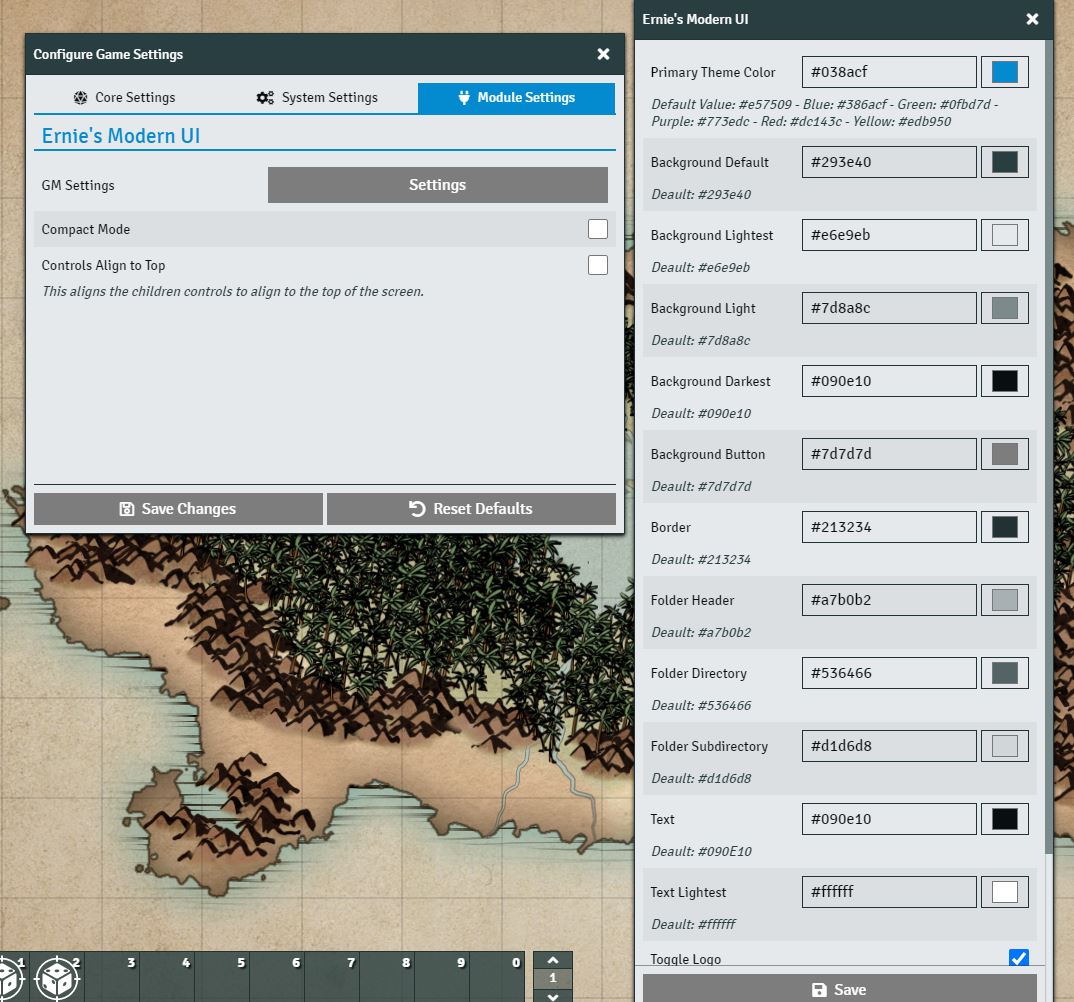 Configure Game Settings
Core Settings
System Settings
Module Settings
Ernie's Modern UI
GM Settings
Settings
Compact Mode
Controls Align to Top
This aligns the children controls to align to the top of the screen.
Save Changes
Reset Defaults
Ernie's Modern UI
Primary Theme Color
#038acf
Default Value: #e57509 - Blue: #386acf - Green: #0fbd7d -
Purple: #773edc - Red: #dc143c - Yellow: #edb950
Background Default
#293e40
Deault: #293e40
Background Lightest
#e6e9eb
Deault: #e6e9eb
Background Light
#7d8a8c
Deault: #7d8a8c
Background Darkest
#090e10
Deault: #090e10
Background Button
#7d7d7d
Deault: #7d7d7d
Border
#213234
Deault: #213234
Folder Header
#a7b0b2
Deault: #a7b0b2
Folder Directory
#536466
Deault: #536466
Folder Subdirectory
#d1d6d8
Deault: #d1d6d8
Text
#090e10
Deault: #090E10
Text Lightest
#ffffff
Deault: #ffffff
Toggle Logo
Save
1 2 3 4 5 6 7 8 9 0
1